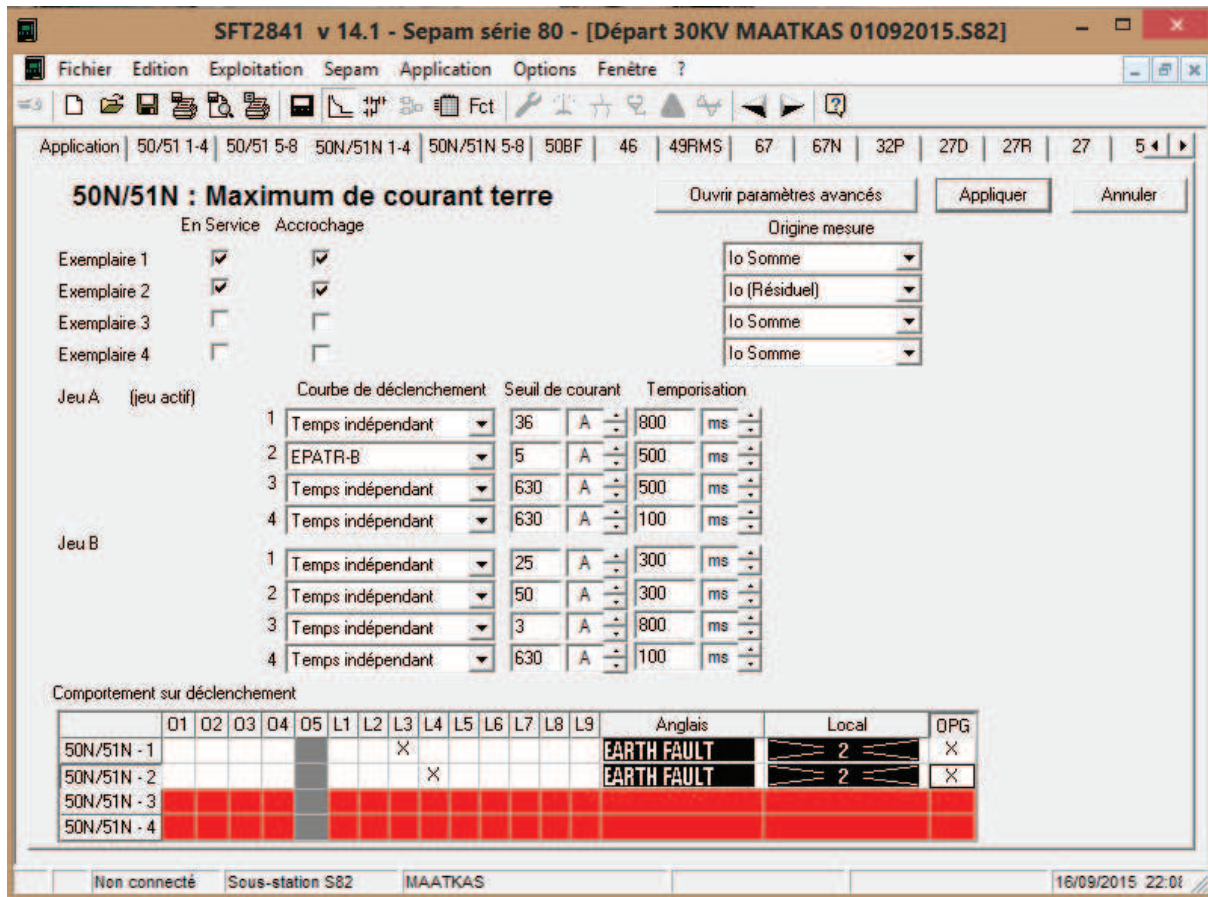 SFT2841 v 14.1 - Sepam série 80 - [Départ 30KV MAATKAS 01092015.S82]
Fichier Edition Exploitation Sepam Application Options Fenêtre ?
Fct
Application 50/51 1-4 50/51 5-8 50N/51N 1-4 50N/51N 5-8 50BF 46 49RMS 67 67N 32P 27D 27R 27 5
50N/51N : Maximum de courant terre
Ouvrir paramètres avancés Appliquer Annuler
En Service Accrochage Origine mesure
Exemplaire 1 Io Somme
Exemplaire 2 Io (Résiduel)
Exemplaire 3 Io Somme
Exemplaire 4 Io Somme
Jeu A (jeu actif) Courbe de déclenchement Seuil de courant Temporisation
1 Temps indépendant 36 A 800 ms
2 EPATR-B 5 A 500 ms
3 Temps indépendant 630 A 500 ms
4 Temps indépendant 630 A 100 ms
Jeu B
1 Temps indépendant 25 A 300 ms
2 Temps indépendant 50 A 300 ms
3 Temps indépendant 3 A 800 ms
4 Temps indépendant 630 A 100 ms
Comportement sur déclenchement
O1 O2 O3 O4 O5 L1 L2 L3 L4 L5 L6 L7 L8 L9 Anglais Local OPG
50N/51N - 1 X EARTH FAULT 2 X
50N/51N - 2 X EARTH FAULT 2 X
50N/51N - 3
50N/51N - 4
Non connecté Sous-station S82 MAATKAS 16/09/2015 22:08